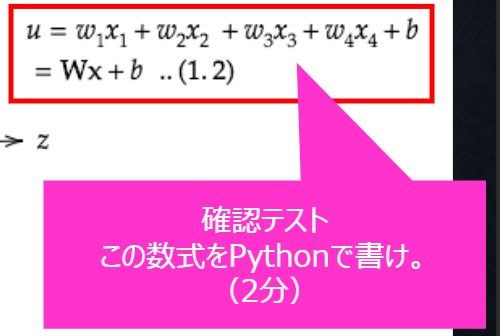 u = w₁x₁ + w₂x₂ + w₃x₃ + w₄x₄ + b
= Wx + b ..(1.2)
→ z
確認テスト
この数式をPythonで書け。
（2分）